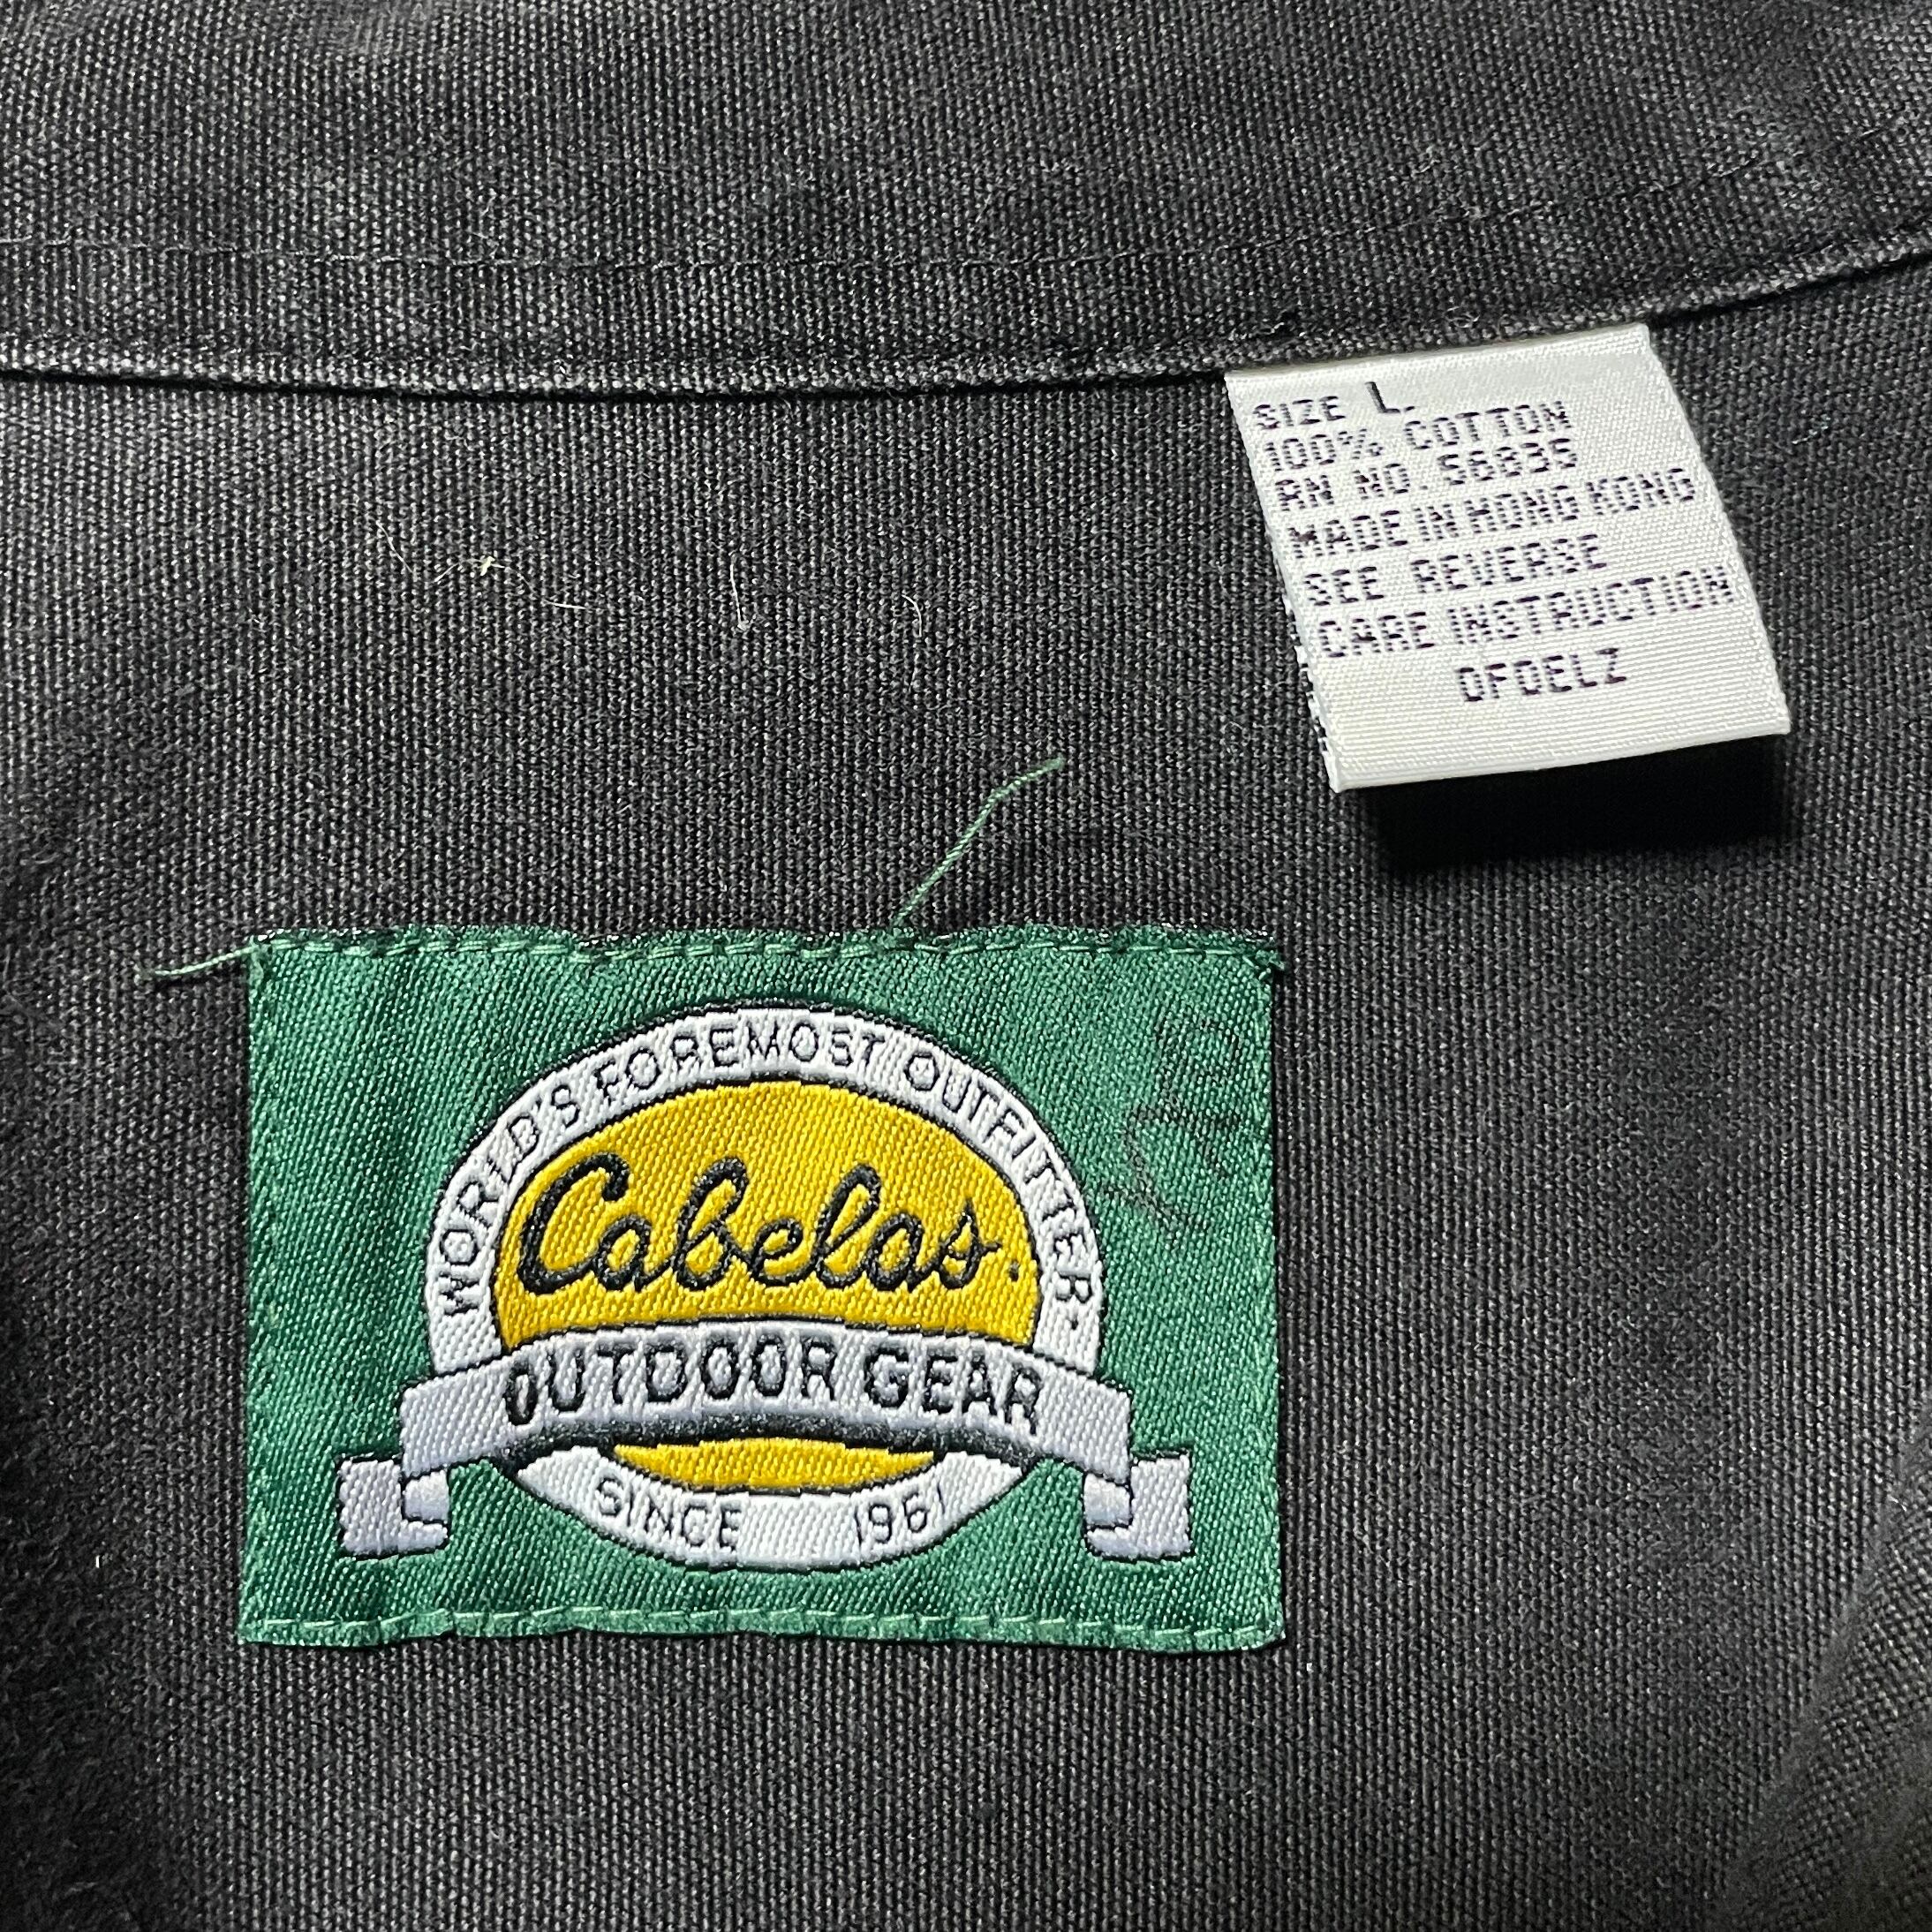 SIZE L.
100% COTTON
RN NO. 56835
MADE IN HONG KONG
SEE REVERSE
CARE INSTRUCTION
DFDELZ
WORLD'S FOREMOST OUTFITTER.
Cabelas.
OUTDOOR GEAR
SINCE 1961